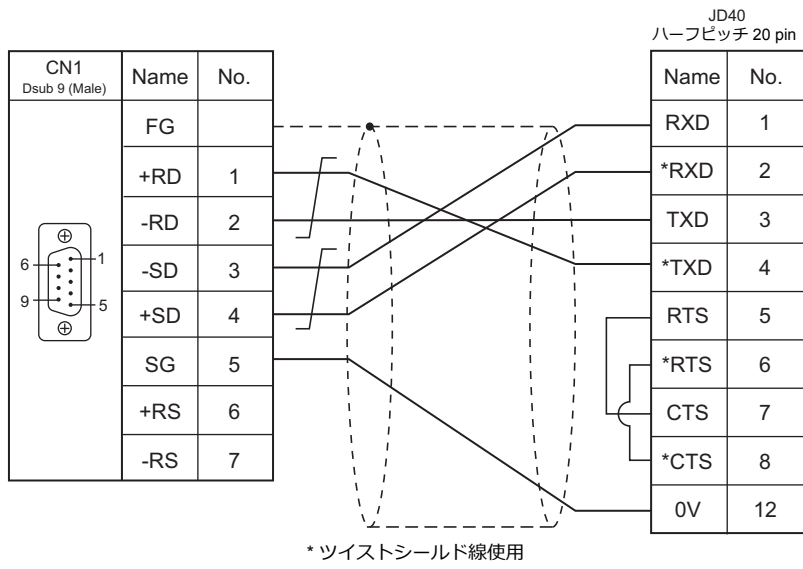 JD40
ハーフピッチ 20 pin
CN1
Dsub 9 (Male)
Name No.
FG
+RD 1
-RD 2
-SD 3
+SD 4
SG 5
+RS 6
-RS 7
6 1
9 5
Name No.
RXD 1
*RXD 2
TXD 3
*TXD 4
RTS 5
*RTS 6
CTS 7
*CTS 8
0V 12
* ツイストシールド線使用